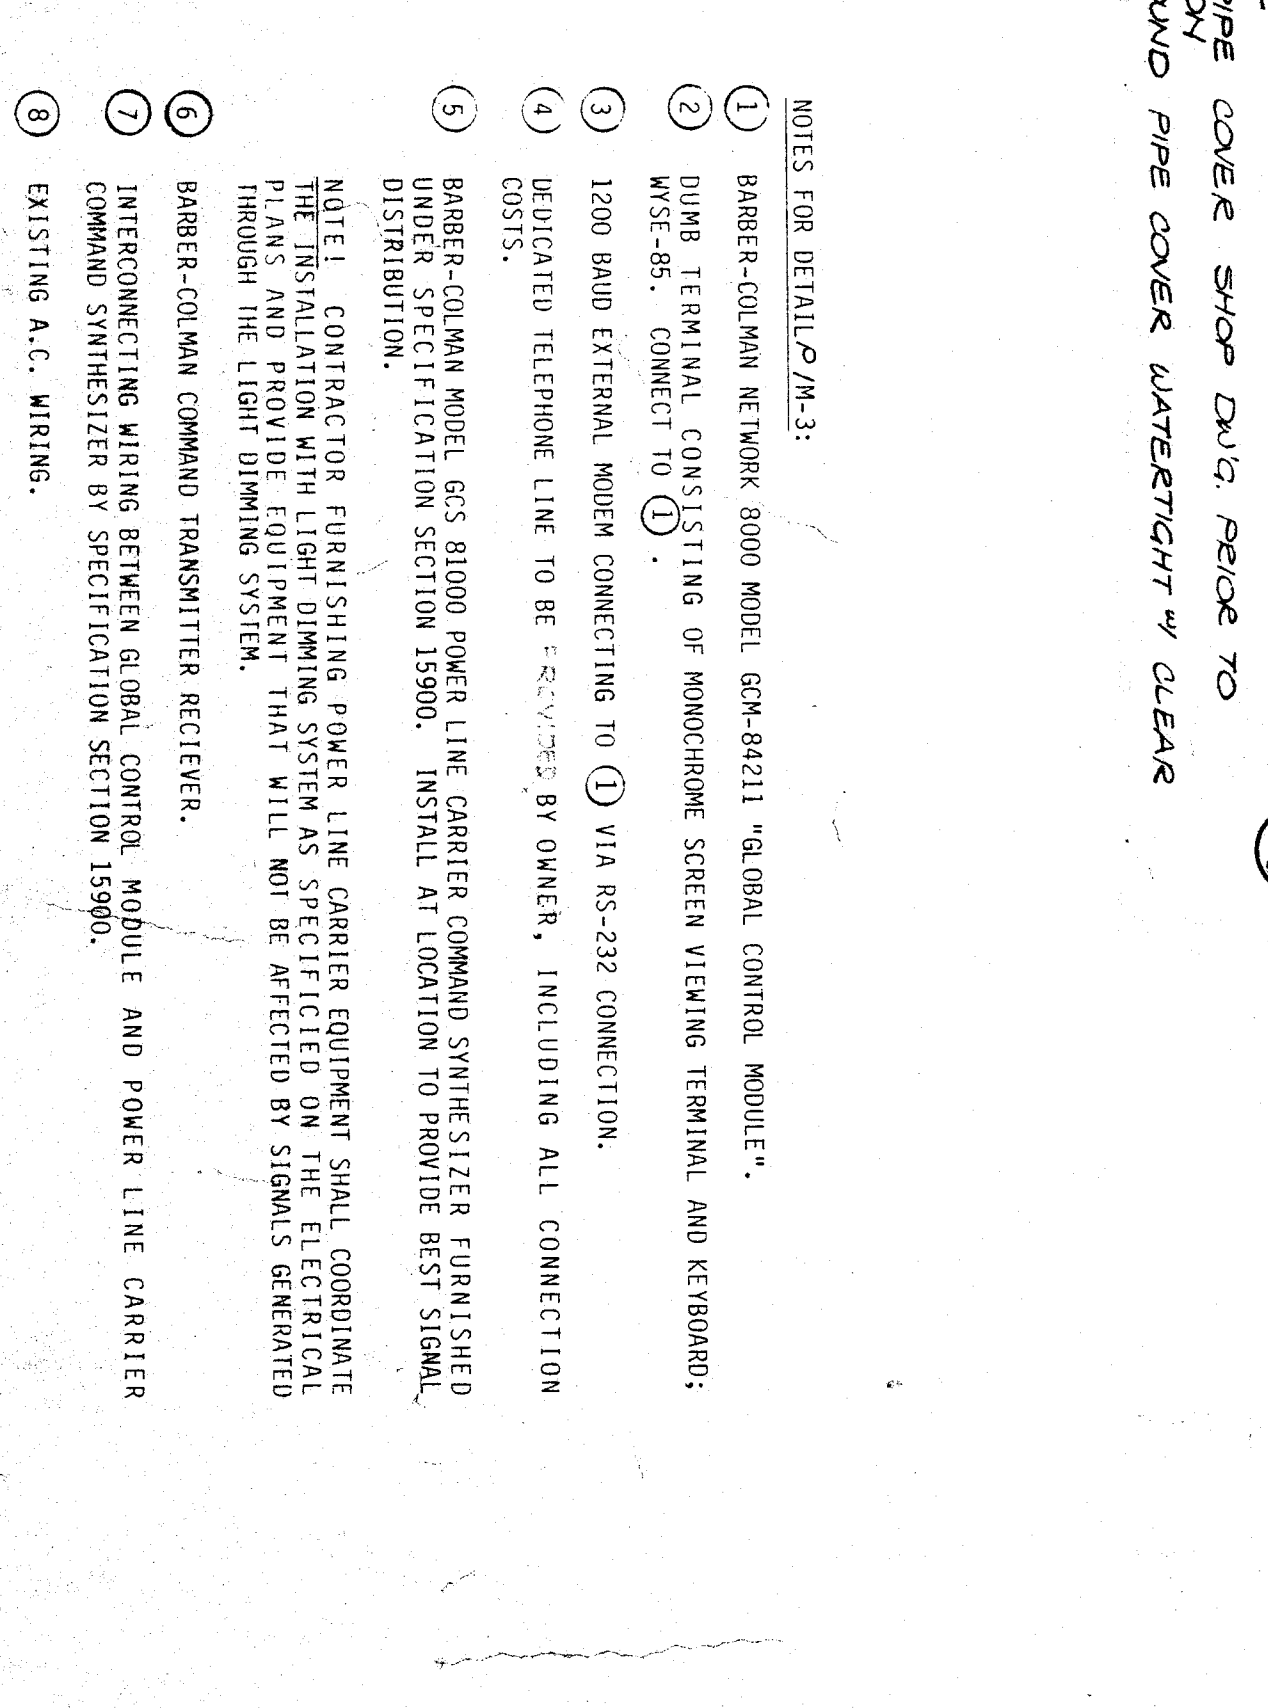 PIPE COVER SHOP DW'G. PRIOR TO
PIPE COVER WATERTIGHT W/ CLEAR
NOTES FOR DETAIL P/M-3:
1 BARBER-COLMAN NETWORK 8000 MODEL GCM-84211 "GLOBAL CONTROL MODULE".
2 DUMB TERMINAL CONSISTING OF MONOCHROME SCREEN VIEWING TERMINAL AND KEYBOARD;
WYSE-85. CONNECT TO 1.
3 1200 BAUD EXTERNAL MODEM CONNECTING TO 1 VIA RS-232 CONNECTION.
4 DEDICATED TELEPHONE LINE TO BE PROVIDED BY OWNER, INCLUDING ALL CONNECTION
COSTS.
5 BARBER-COLMAN MODEL GCS 81000 POWER LINE CARRIER COMMAND SYNTHESIZER FURNISHED
UNDER SPECIFICATION SECTION 15900. INSTALL AT LOCATION TO PROVIDE BEST SIGNAL
DISTRIBUTION.
NOTE! CONTRACTOR FURNISHING POWER LINE CARRIER EQUIPMENT SHALL COORDINATE
THE INSTALLATION WITH LIGHT DIMMING SYSTEM AS SPECIFICIED ON THE ELECTRICAL
PLANS AND PROVIDE EQUIPMENT THAT WILL NOT BE AFFECTED BY SIGNALS GENERATED
THROUGH THE LIGHT DIMMING SYSTEM.
6 BARBER-COLMAN COMMAND TRANSMITTER RECIEVER.
7 INTERCONNECTING WIRING BETWEEN GLOBAL CONTROL MODULE AND POWER LINE CARRIER
COMMAND SYNTHESIZER BY SPECIFICATION SECTION 15900.
8 EXISTING A.C. WIRING.